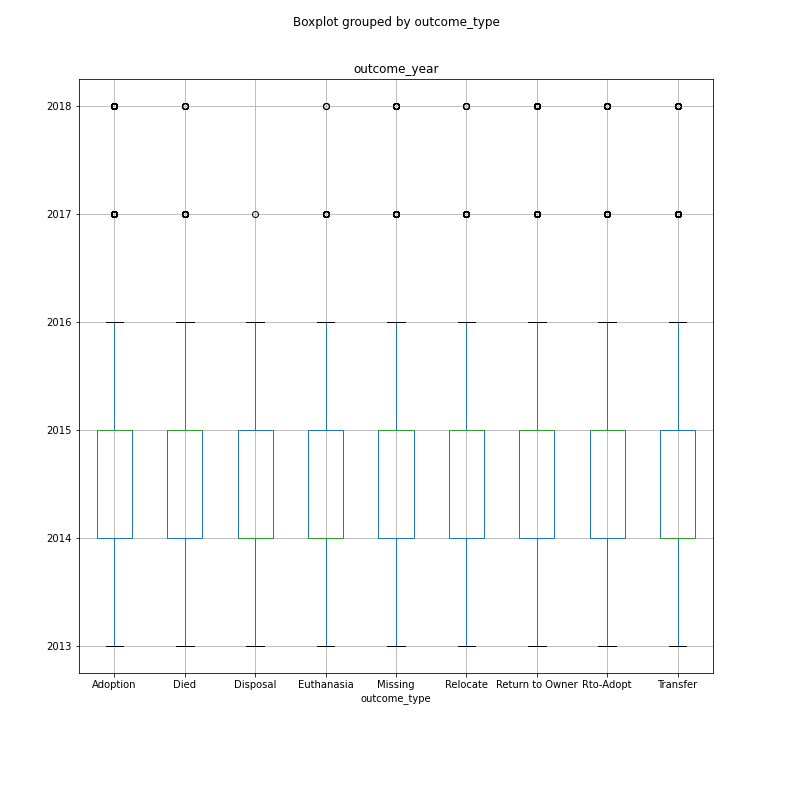 Boxplot grouped by outcome_type
outcome_year
2018
2017
2016
2015
2014
2013
Adoption Died Disposal Euthanasia Missing Relocate Return to Owner Rto-Adopt Transfer
outcome_type